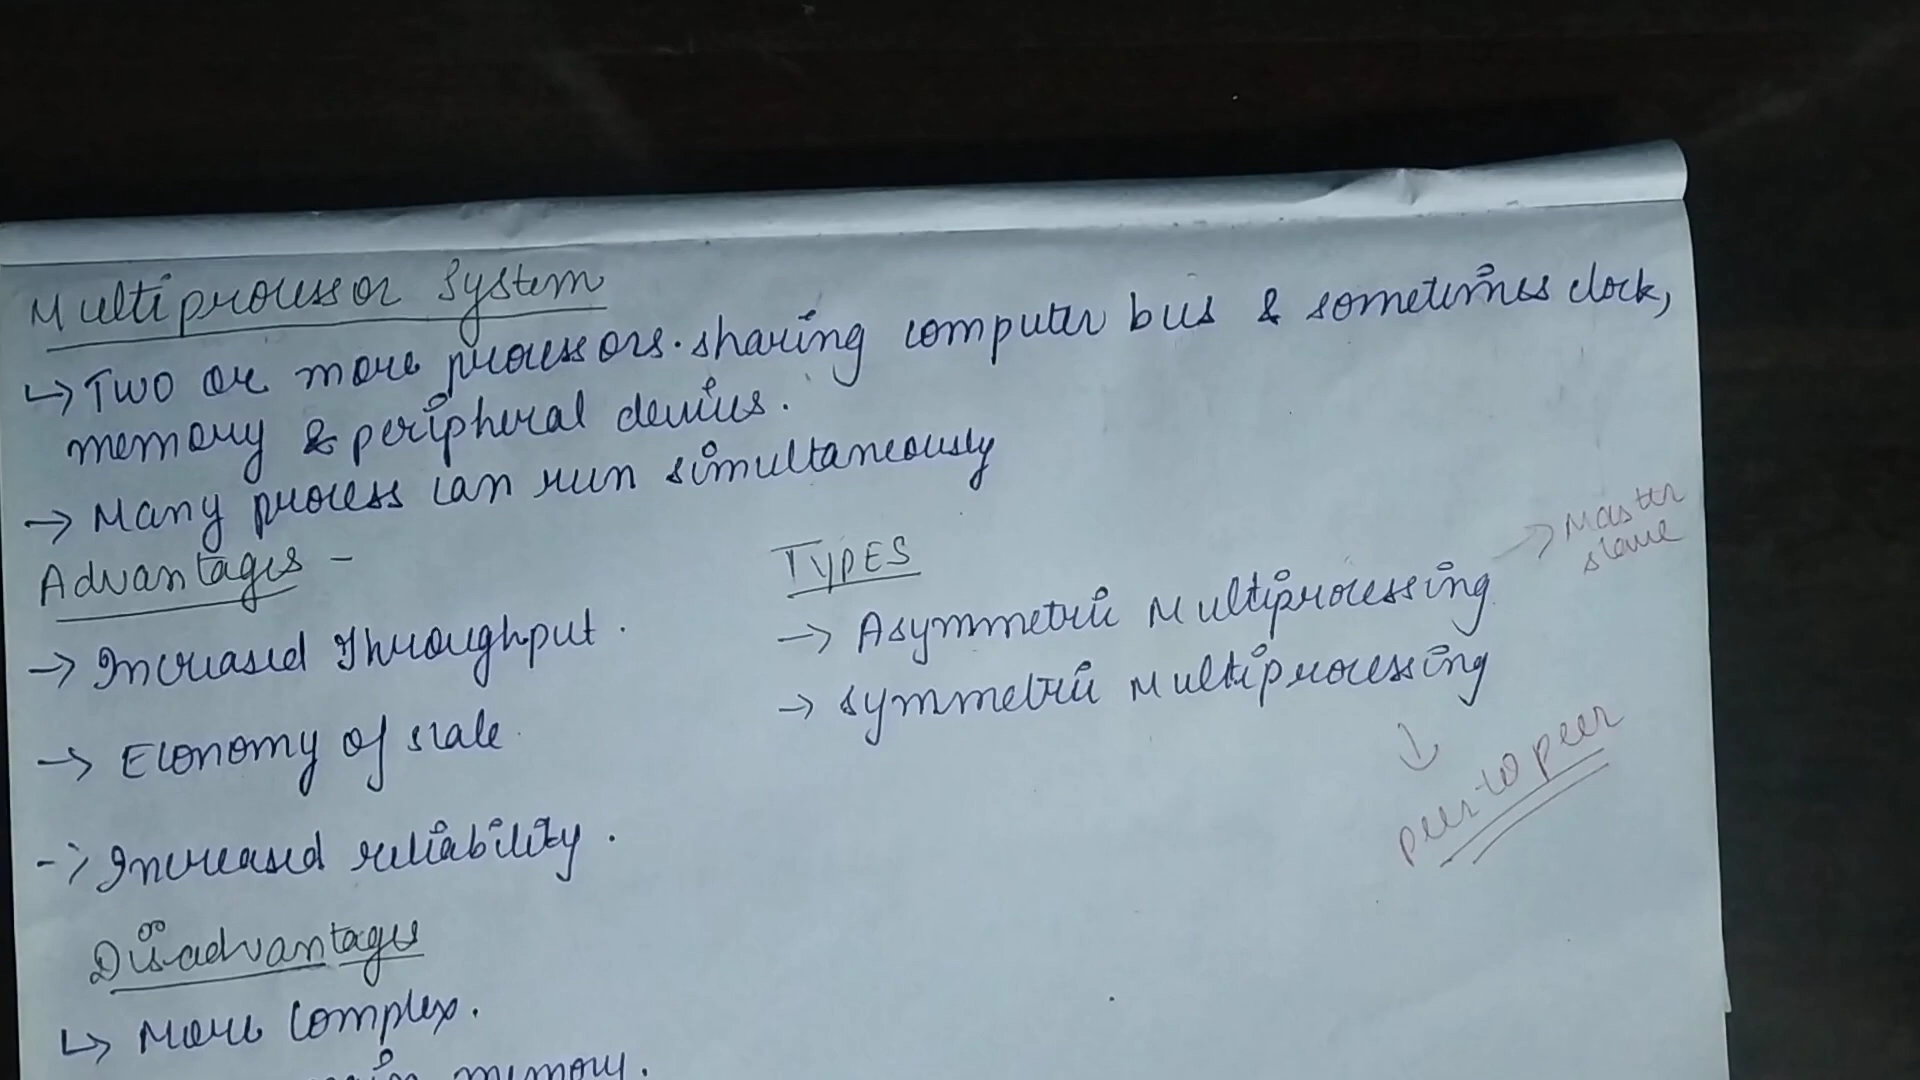 Multiprocessor System
↳ Two or more processors. sharing computer bus & sometimes clock,
memory & peripheral devices.
→ Many process can run simultaneously
Advantages -
→ Increased Throughput.
→ Economy of scale
→ Increased reliability.
TYPES
→ Asymmetric Multiprocessing → Master
slave
→ Symmetric Multiprocessing
↓
peer to peer
Disadvantages
↳ More complex.
memory.